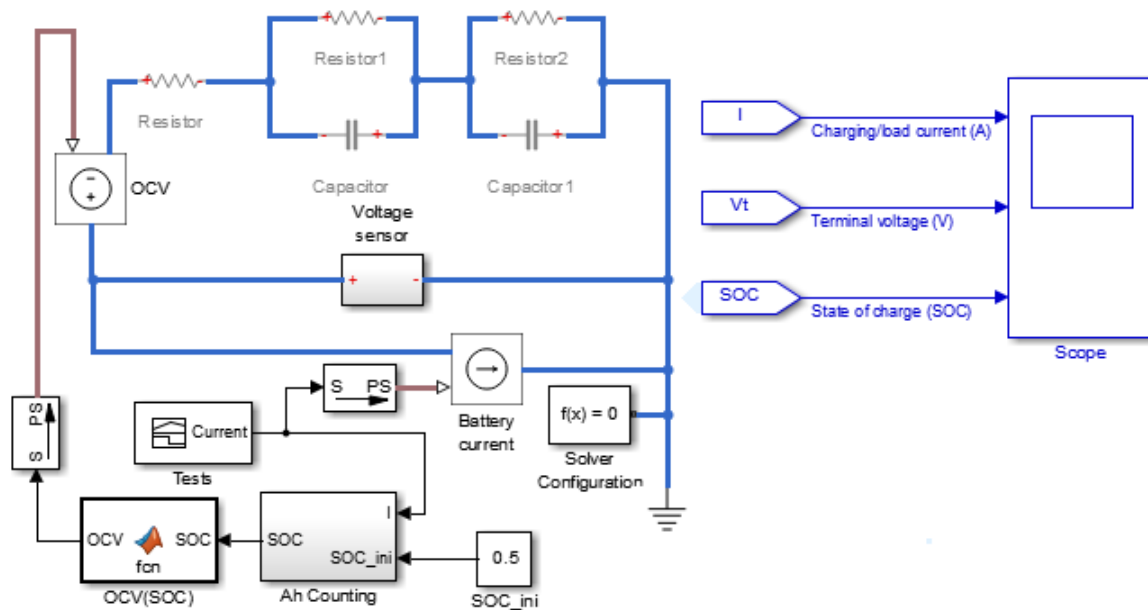 + -
Resistor1
+ -
Resistor2
+ -
Resistor
- +
Capacitor
- +
Capacitor1
-
+
OCV
Voltage
sensor
+ -
I
Charging/load current (A)
Vt
Terminal voltage (V)
SOC
State of charge (SOC)
Scope
S PS
Battery
current
f(x) = 0
Solver
Configuration
S PS
Current
Tests
OCV SOC
fcn
OCV(SOC)
SOC
I
SOC_ini
Ah Counting
0.5
SOC_ini